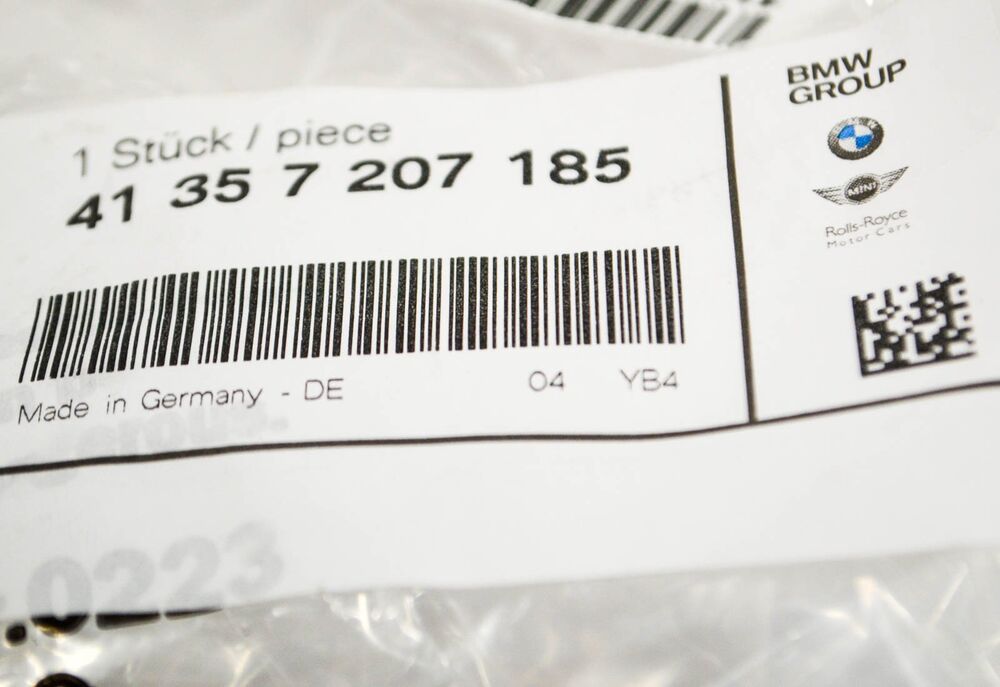 1 Stück / piece
41 35 7 207 185
Made in Germany - DE
04 YB4
BMW
GROUP
MINI
Rolls-Royce
Motor Cars
.0223